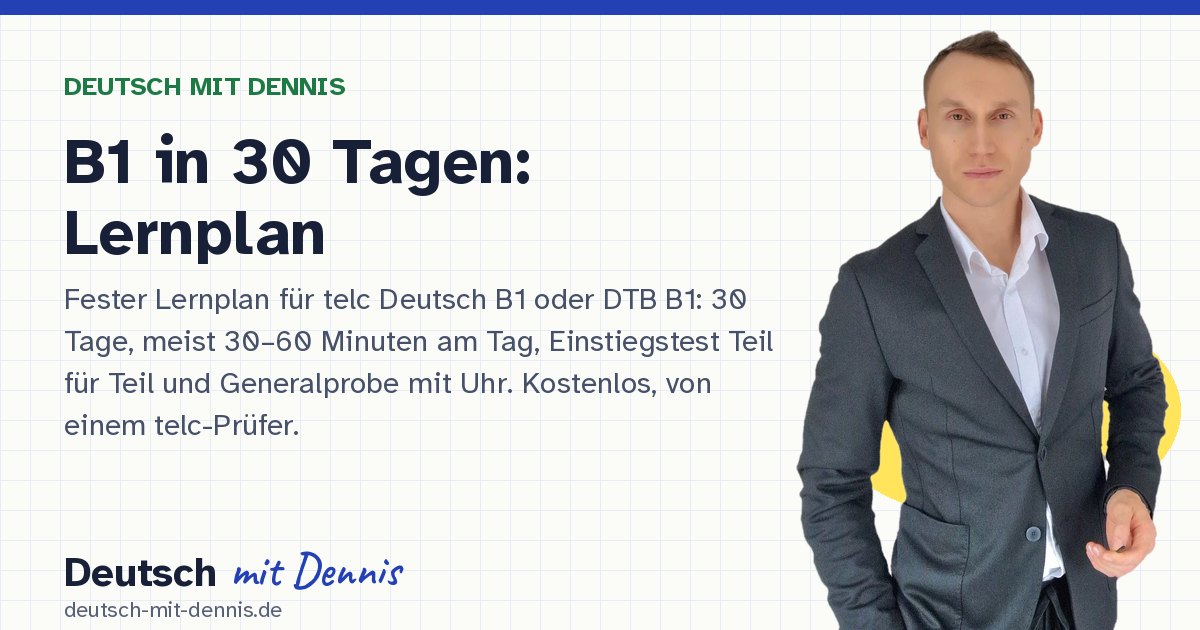 DEUTSCH MIT DENNIS
B1 in 30 Tagen:
Lernplan
Fester Lernplan für telc Deutsch B1 oder DTB B1: 30
Tage, meist 30–60 Minuten am Tag, Einstiegstest Teil
für Teil und Generalprobe mit Uhr. Kostenlos, von
einem telc-Prüfer.
Deutsch mit Dennis
deutsch-mit-dennis.de